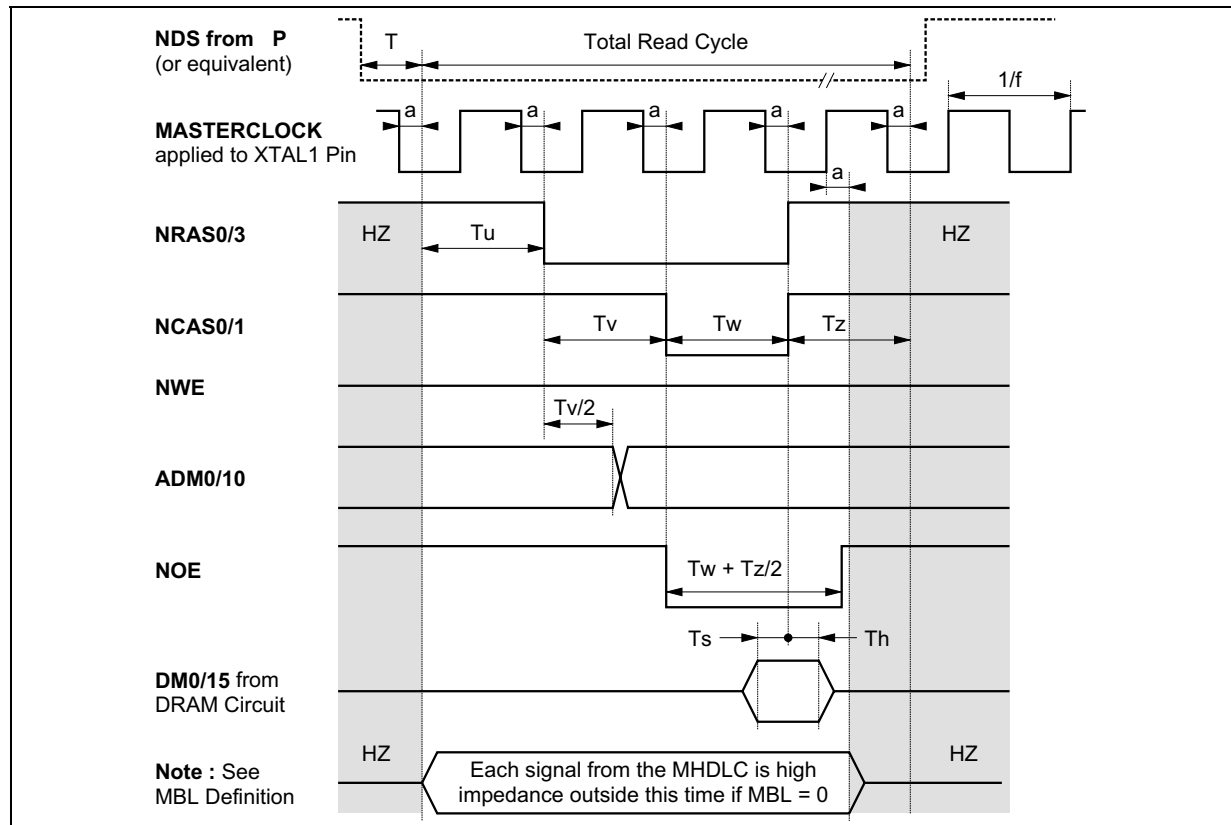 NDS from P
(or equivalent)
T
Total Read Cycle
1/f
MASTERCLOCK
applied to XTAL1 Pin
a
a
a
a
a
a
NRAS0/3
HZ
Tu
HZ
NCAS0/1
Tv
Tw
Tz
NWE
Tv/2
ADM0/10
NOE
Tw + Tz/2
Ts
Th
DM0/15 from
DRAM Circuit
HZ
HZ
Note : See
MBL Definition
Each signal from the MHDLC is high
impedance outside this time if MBL = 0